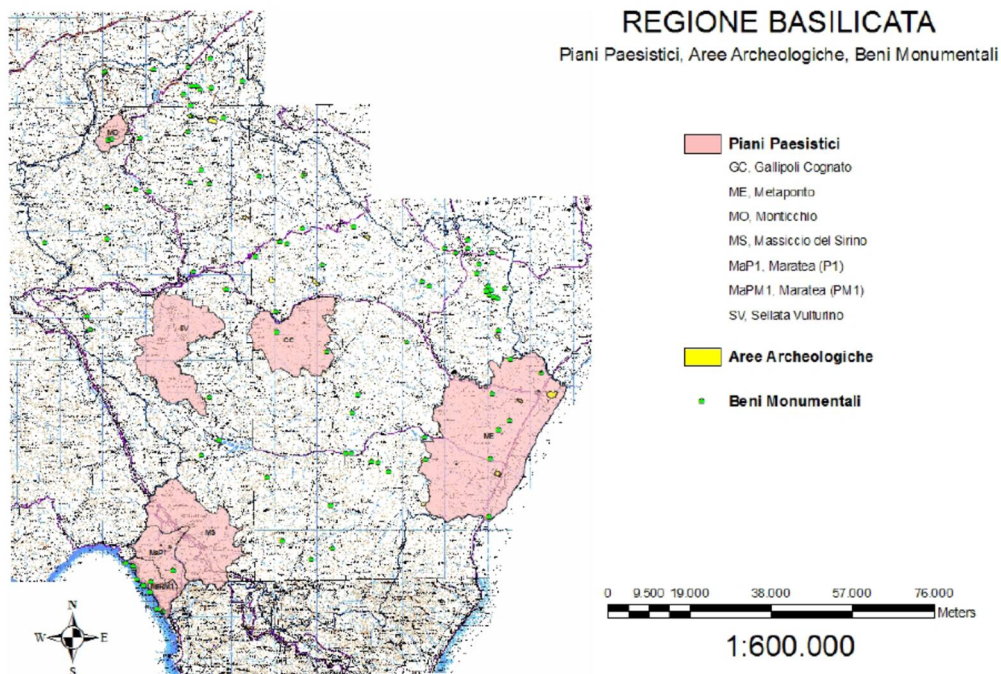 REGIONE BASILICATA
Piani Paesistici, Aree Archeologiche, Beni Monumentali
Piani Paesistici
GC, Gallipoli Cognato
ME, Metaponto
MO, Monticchio
MS, Massiccio del Sirino
MaP1, Maratea (P1)
MaPM1, Maratea (PM1)
SV, Sellata Vulturino
Aree Archeologiche
Beni Monumentali
MO
SV
GC
ME
MS
MaP1
N
W
E
S
0 9.500 19.000 38.000 57.000 76.000
Meters
1:600.000